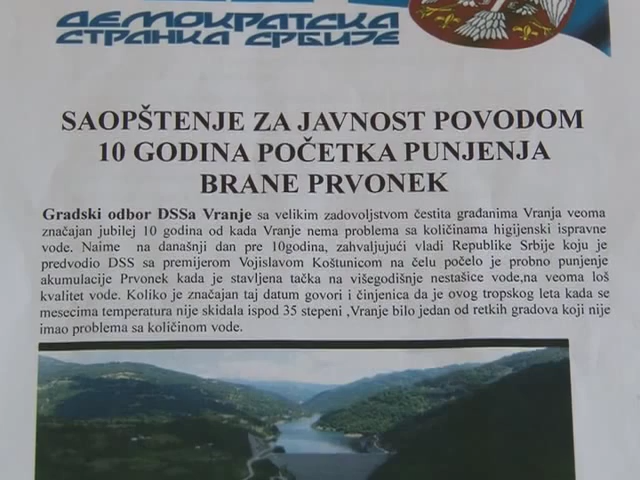 ДЕМОКРАТСКА
СТРАНКА СРБИЈЕ
SAOPŠTENJE ZA JAVNOST POVODOM
10 GODINA POČETKA PUNJENJA
BRANE PRVONEK
Gradski odbor DSSa Vranje sa velikim zadovoljstvom čestita građanima Vranja veoma
značajan jubilej 10 godina od kada Vranje nema problema sa količinama higijenski ispravne
vode. Naime na današnji dan pre 10godina, zahvaljujući vladi Republike Srbije koju je
predvodio DSS sa premijerom Vojislavom Koštunicom na čelu počelo je probno punjenje
akumulacije Prvonek kada je stavljena tačka na višegodišnje nestašice vode,na veoma loš
kvalitet vode. Koliko je značajan taj datum govori i činjenica da je ovog tropskog leta kada se
mesecima temperatura nije skidala ispod 35 stepeni ,Vranje bilo jedan od retkih gradova koji nije
imao problema sa količinom vode.